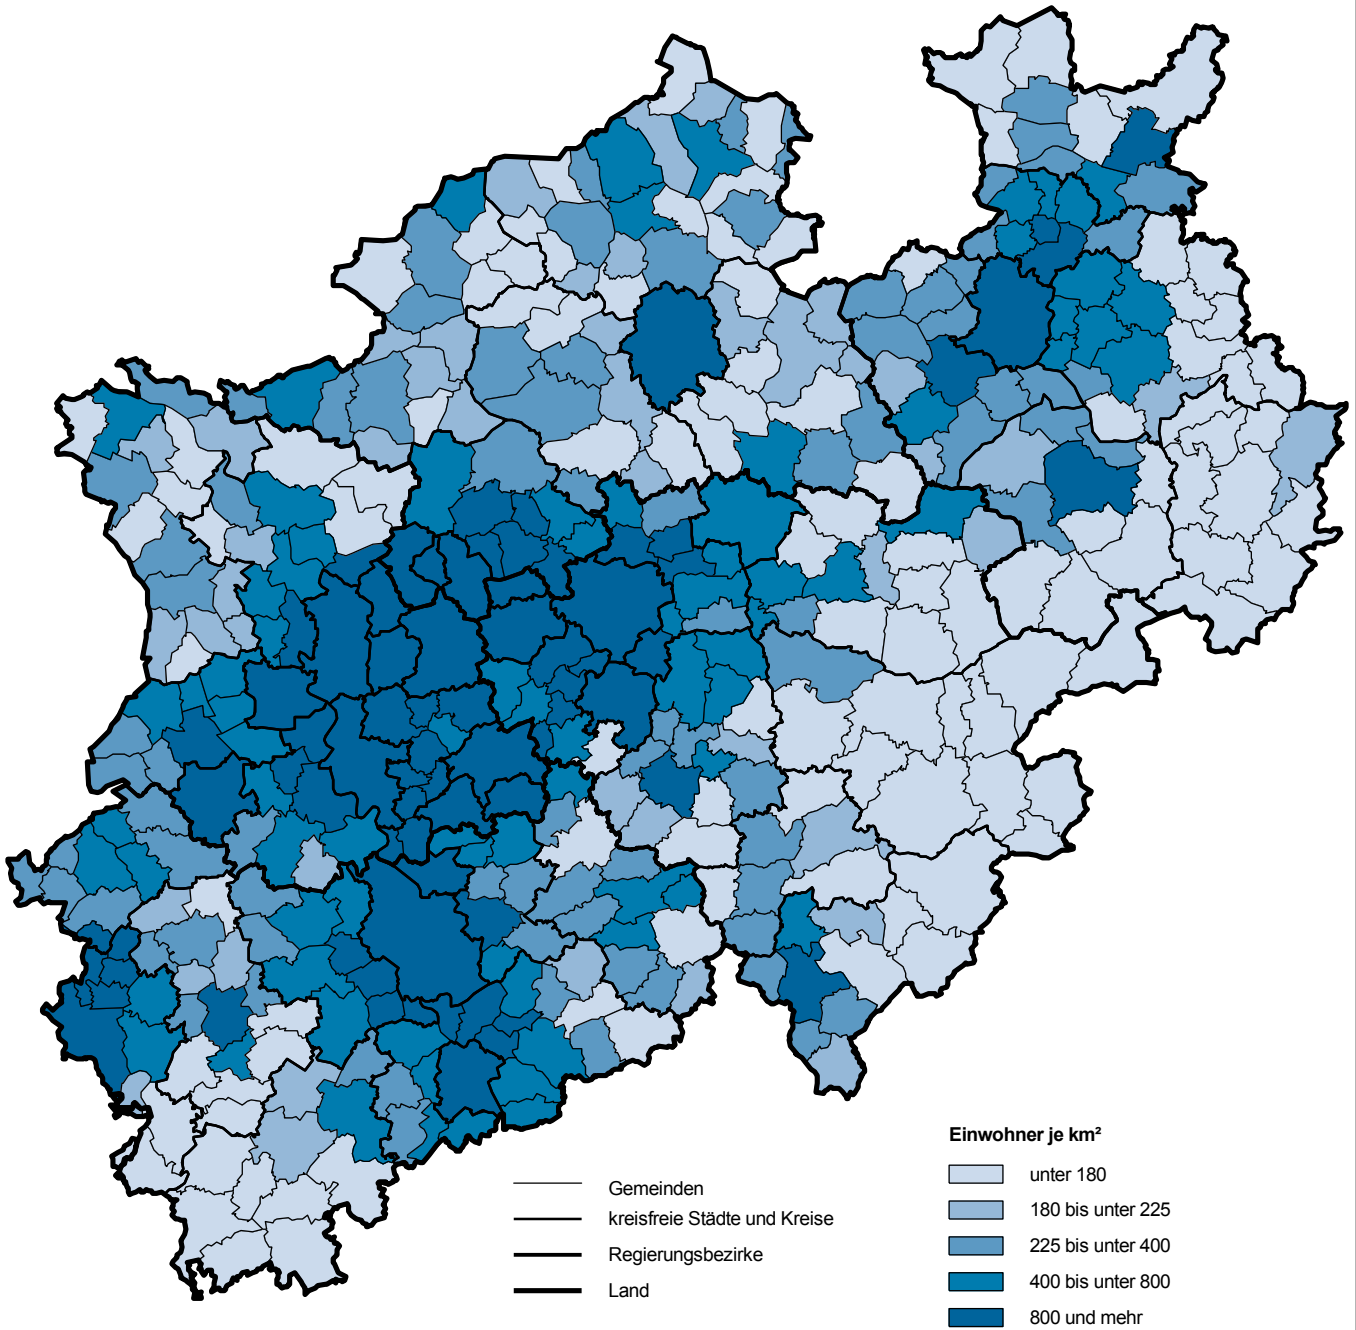 Gemeinden
kreisfreie Städte und Kreise
Regierungsbezirke
Land
Einwohner je km²
unter 180
180 bis unter 225
225 bis unter 400
400 bis unter 800
800 und mehr